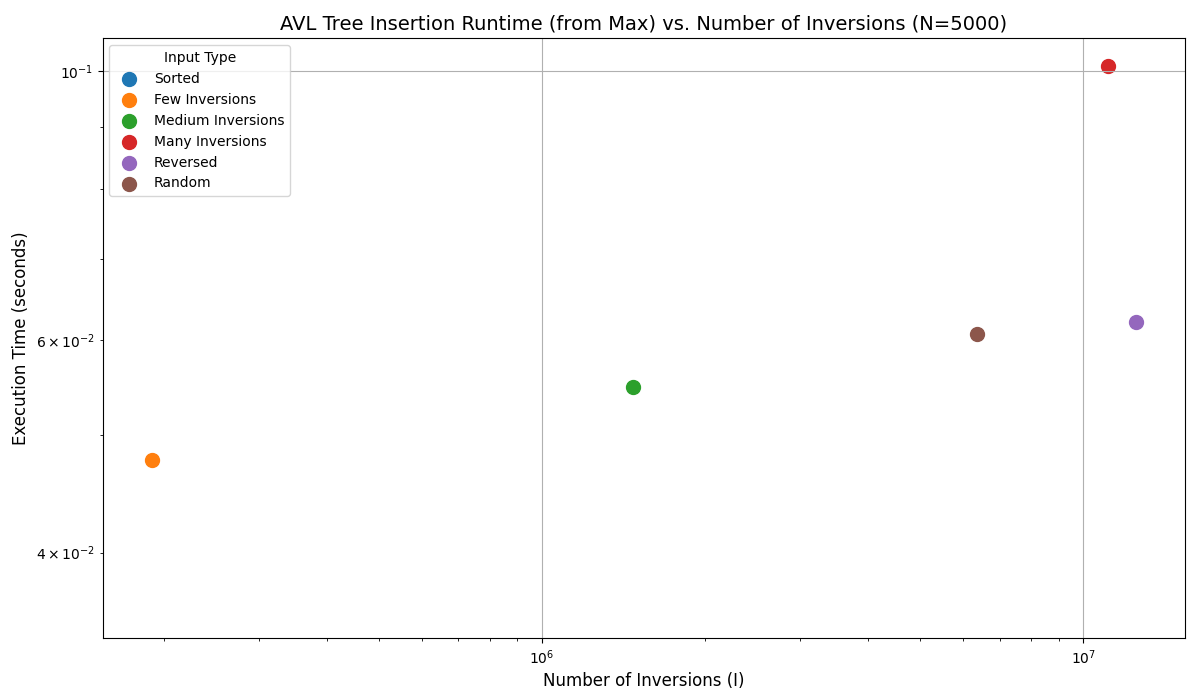 AVL Tree Insertion Runtime (from Max) vs. Number of Inversions (N=5000)
Input Type
Sorted
Few Inversions
Medium Inversions
Many Inversions
Reversed
Random
Execution Time (seconds)
10⁻¹
6 × 10⁻²
4 × 10⁻²
10⁶
10⁷
Number of Inversions (I)